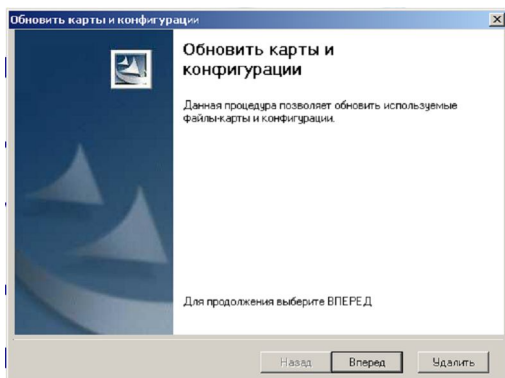 Обновить карты и конфигурации
Обновить карты и
конфигурации
Данная процедура позволяет обновить используемые
файлы-карты и конфигурации.
Для продолжения выберите ВПЕРЕД
Назад Вперед Удалить